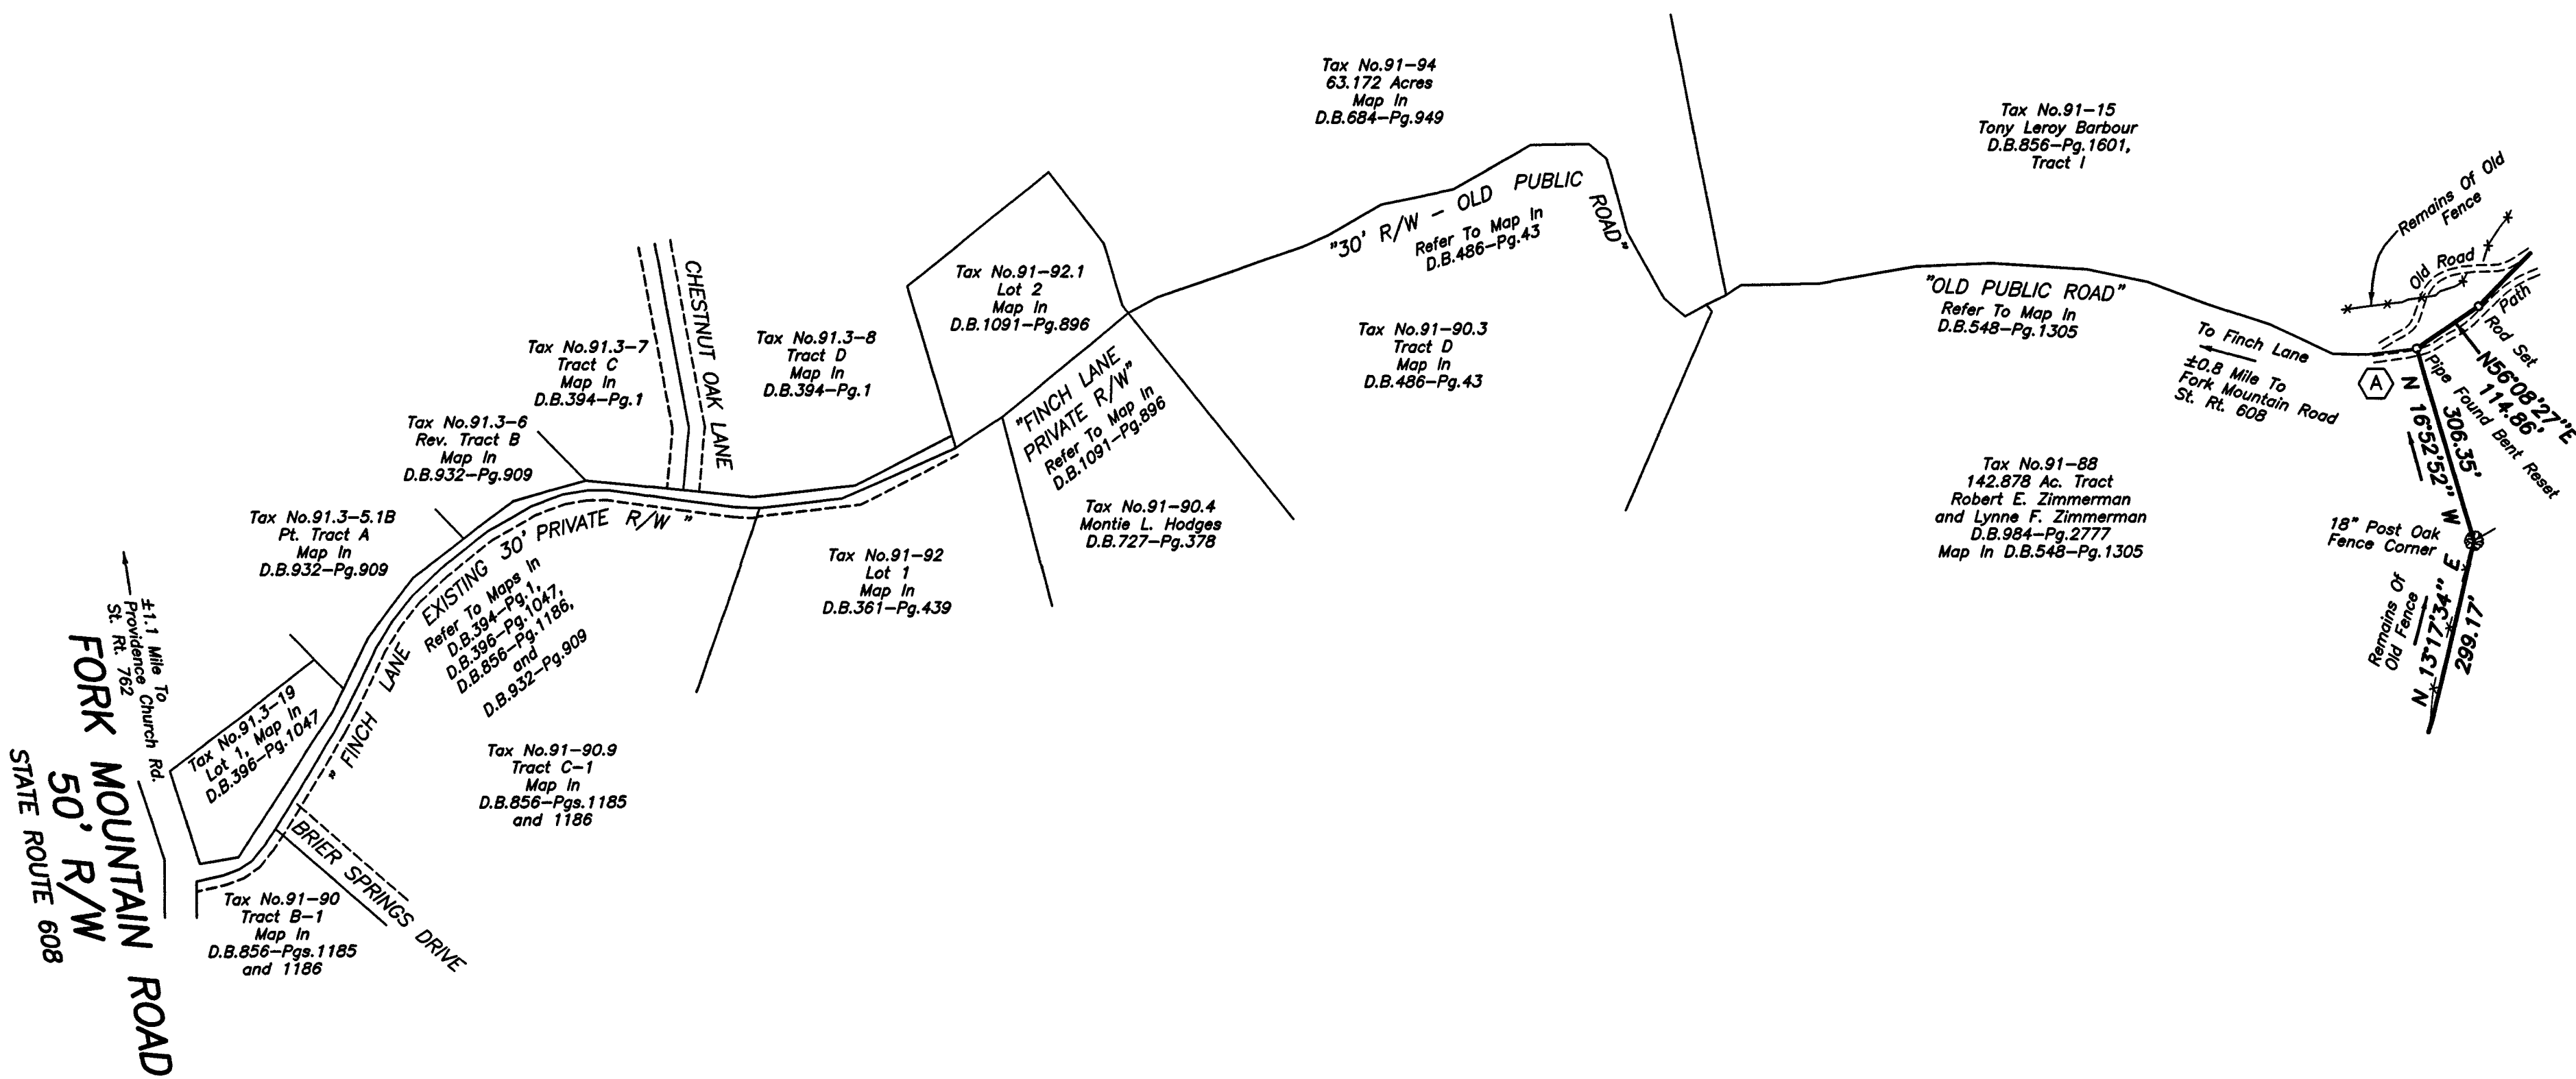 Tax No.91-94
63.172 Acres
Map In
D.B.684-Pg.949
Tax No.91-15
Tony Leroy Barbour
D.B.856-Pg.1601,
Tract I
Remains Of Old
Fence
Old Road
Path
Rod Set
N56°08'27"E
114.86'
Pipe Found Bent Reset
"30' R/W - OLD PUBLIC
ROAD"
Refer To Map In
D.B.486-Pg.43
"OLD PUBLIC ROAD"
Refer To Map In
D.B.548-Pg.1305
To Finch Lane
±0.8 Mile To
Fork Mountain Road
St. Rt. 608
A
N 16°52'52" W
306.35'
18" Post Oak
Fence Corner
Remains Of
Old Fence
N 13°17'34" E
299.17'
Tax No.91-88
142.878 Ac. Tract
Robert E. Zimmerman
and Lynne F. Zimmerman
D.B.984-Pg.2777
Map In D.B.548-Pg.1305
Tax No.91-90.3
Tract D
Map In
D.B.486-Pg.43
Tax No.91-92.1
Lot 2
Map In
D.B.1091-Pg.896
"FINCH LANE
PRIVATE R/W"
Refer To Map In
D.B.1091-Pg.896
Tax No.91-90.4
Montie L. Hodges
D.B.727-Pg.378
Tax No.91.3-8
Tract D
Map In
D.B.394-Pg.1
CHESTNUT OAK LANE
Tax No.91.3-7
Tract C
Map In
D.B.394-Pg.1
Tax No.91.3-6
Rev. Tract B
Map In
D.B.932-Pg.909
Tax No.91.3-5.1B
Pt. Tract A
Map In
D.B.932-Pg.909
Tax No.91-92
Lot 1
Map In
D.B.361-Pg.439
" FINCH LANE EXISTING 30' PRIVATE R/W "
Refer To Maps In
D.B.394-Pg.1,
D.B.396-Pg.1047,
D.B.856-Pg.1186,
and
D.B.932-Pg.909
Tax No.91.3-19
Lot 1, Map In
D.B.396-Pg.1047
Tax No.91-90.9
Tract C-1
Map In
D.B.856-Pgs.1185
and 1186
BRIER SPRINGS DRIVE
Tax No.91-90
Tract B-1
Map In
D.B.856-Pgs.1185
and 1186
±1.1 Mile To
Providence Church Rd.
St. Rt. 762
FORK MOUNTAIN ROAD
50' R/W
STATE ROUTE 608